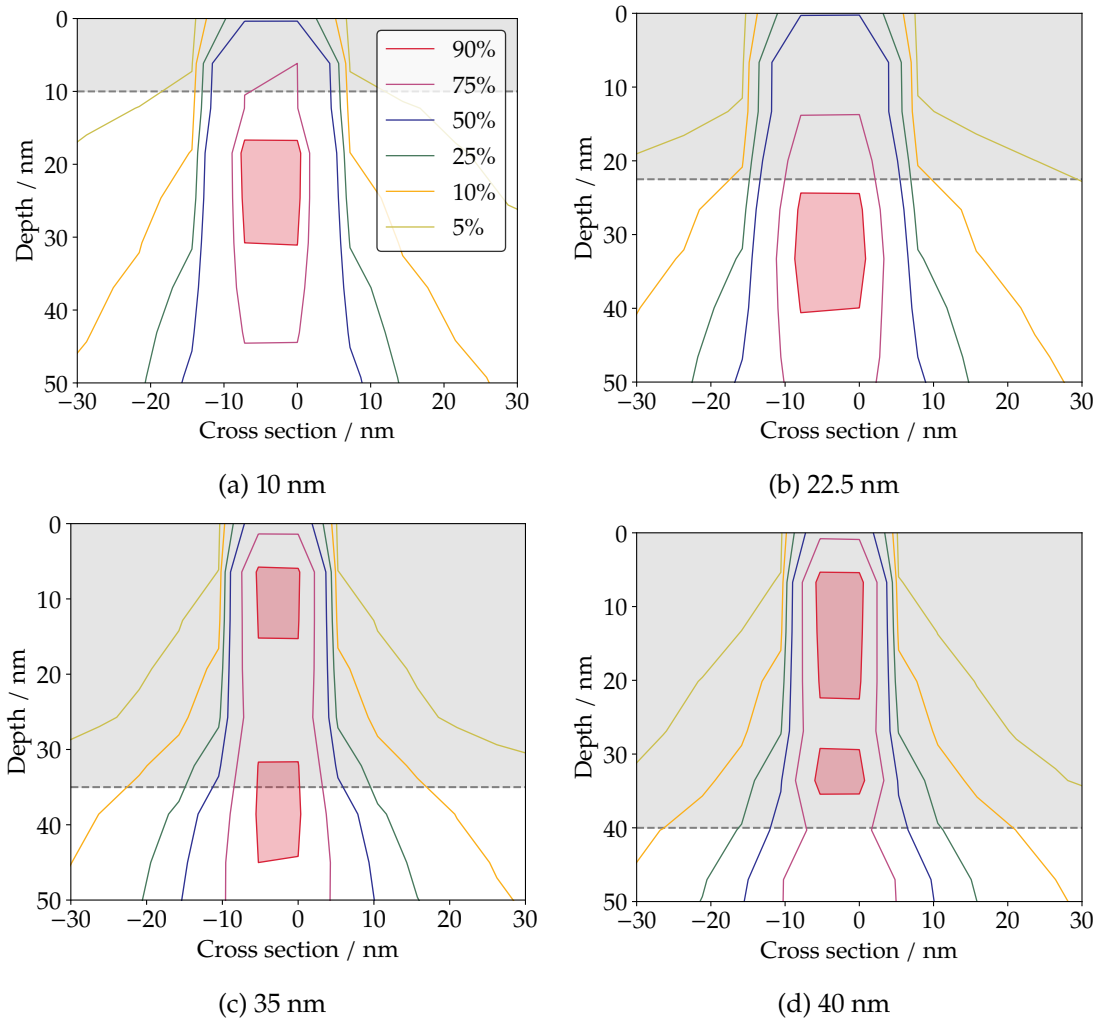 0
10
20
30
40
50
Depth / nm
−30 −20 −10 0 10 20 30
Cross section / nm
90%
75%
50%
25%
10%
5%
(a) 10 nm
0
10
20
30
40
50
Depth / nm
−30 −20 −10 0 10 20 30
Cross section / nm
(b) 22.5 nm
0
10
20
30
40
50
Depth / nm
−30 −20 −10 0 10 20 30
Cross section / nm
(c) 35 nm
0
10
20
30
40
50
Depth / nm
−30 −20 −10 0 10 20 30
Cross section / nm
(d) 40 nm